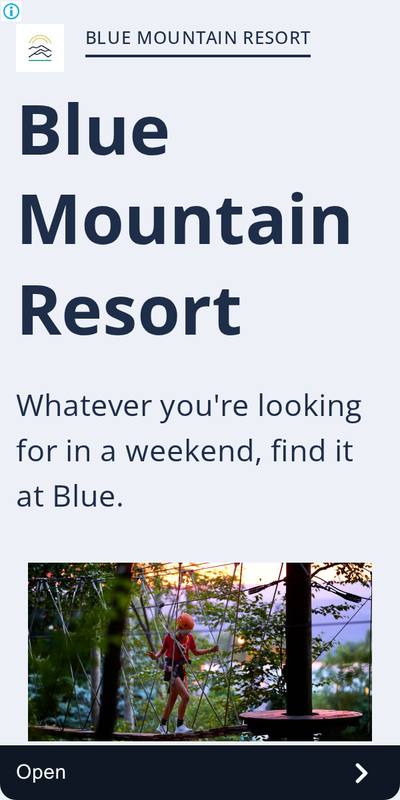 BLUE MOUNTAIN RESORT
Blue
Mountain
Resort
Whatever you're looking
for in a weekend, find it
at Blue.
Open